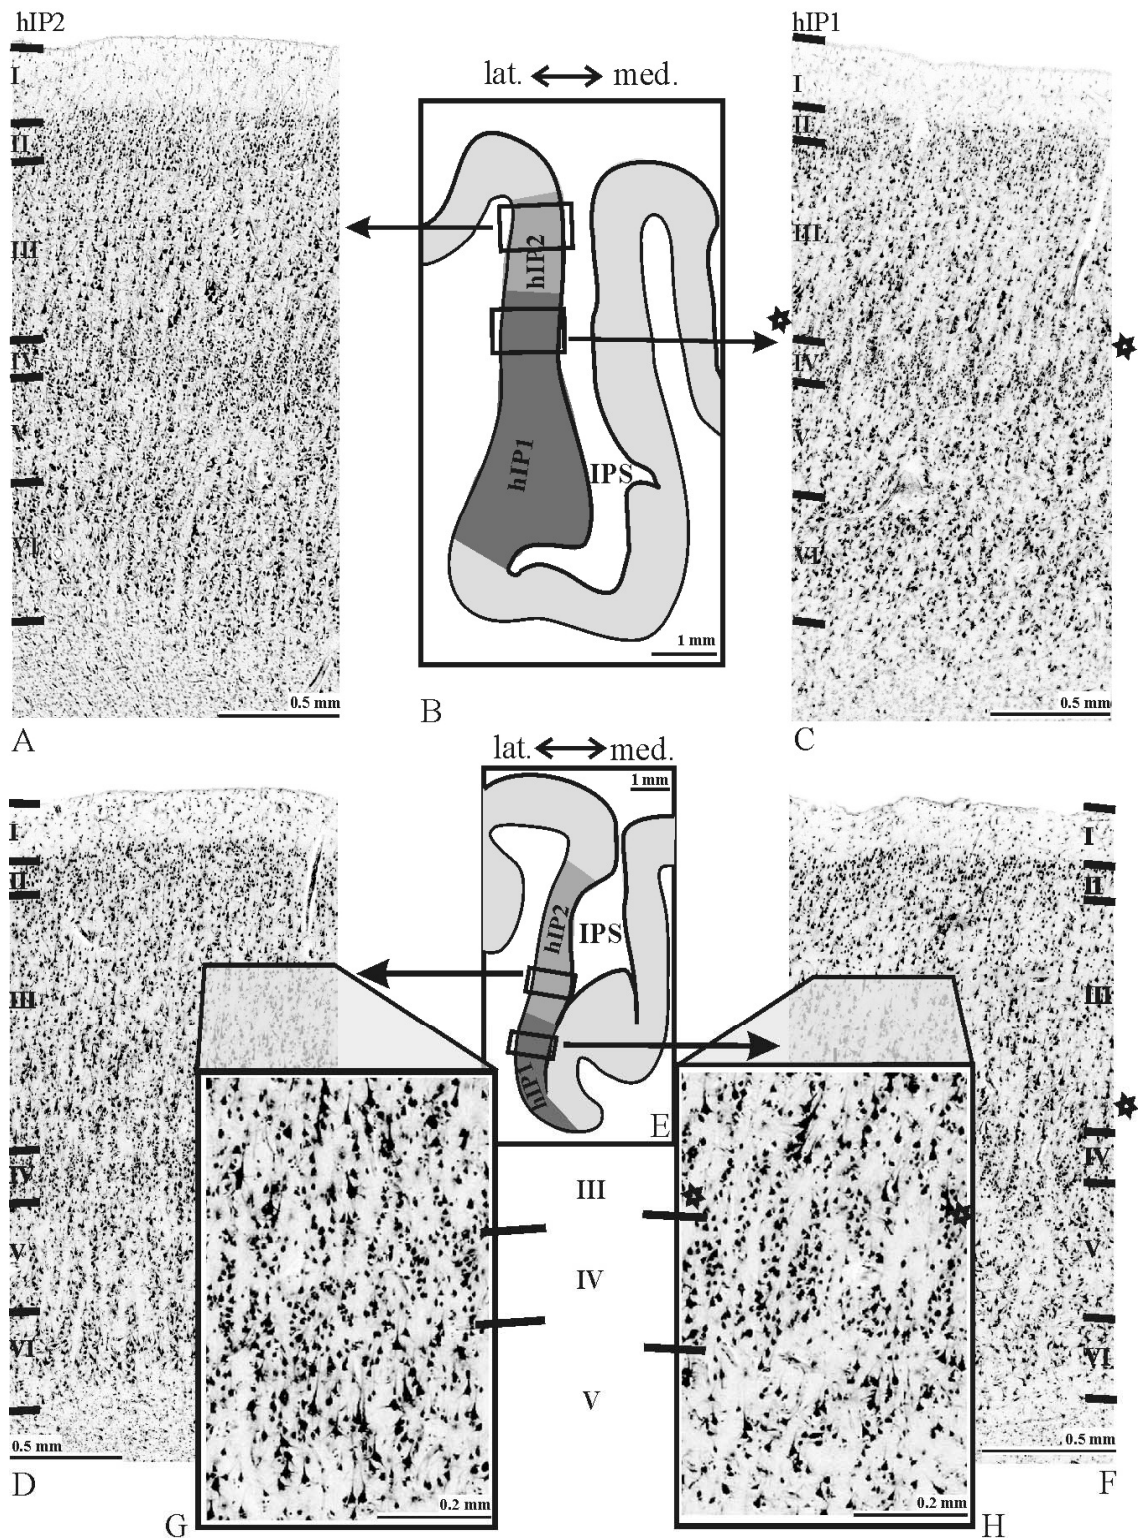 hIP2
I
II
III
IV
V
VI
0.5 mm
A
lat. med.
hIP2
hIP1
IPS
1 mm
B
hIP1
I
II
III
IV
V
VI
0.5 mm
C
I
II
III
IV
V
VI
0.5 mm
D
lat. med.
1 mm
hIP2
IPS
hIP1
E
I
II
III
IV
V
VI
0.5 mm
F
III
IV
V
0.2 mm
G
0.2 mm
H